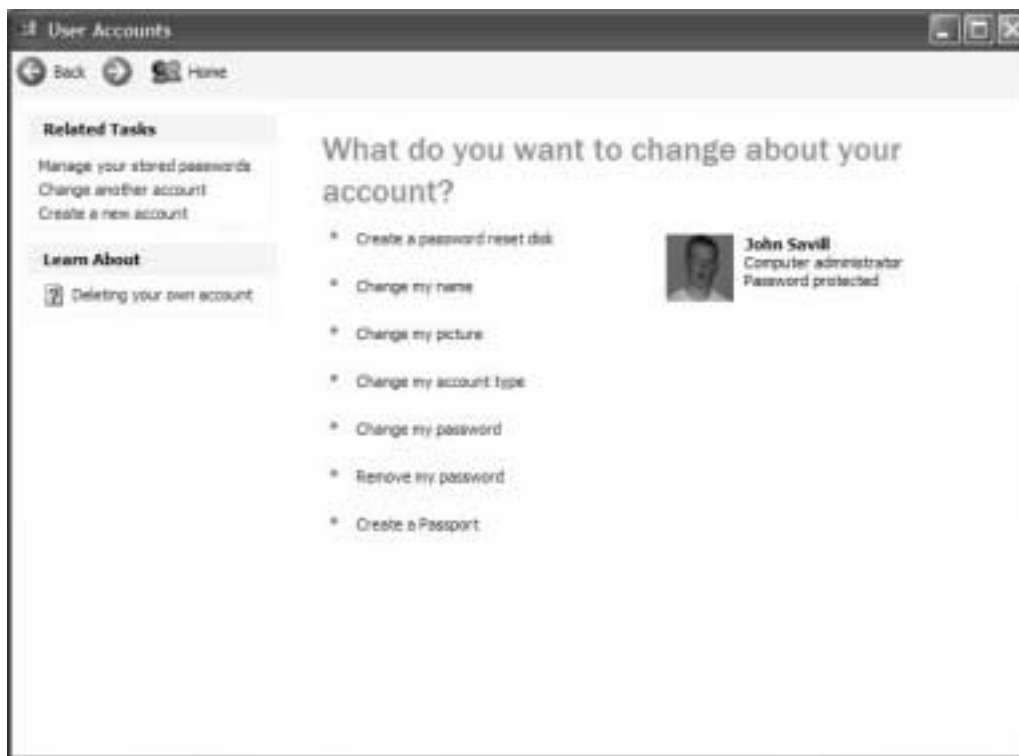 User Accounts
Back Home
Related Tasks
Manage your stored passwords
Change another account
Create a new account
Learn About
Deleting your own account
What do you want to change about your
account?
Create a password reset disk
Change my name
Change my picture
Change my account type
Change my password
Remove my password
Create a Passport
John Savill
Computer administrator
Password protected